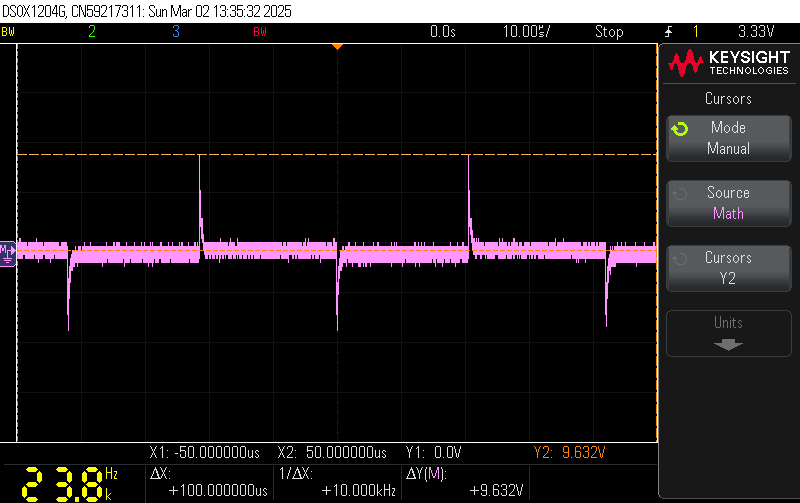 DSOX1204G, CN59217311: Sun Mar 02 13:35:32 2025
BW 2 3 BW 0.0s 10.00us/ Stop 1 3.33V
KEYSIGHT
TECHNOLOGIES
Cursors
Mode
Manual
Source
Math
Cursors
Y2
Units
M
X1: -50.000000us X2: 50.000000us Y1: 0.0V Y2: 9.632V
23.8 Hz
k
ΔX: 1/ΔX: ΔY(M):
+100.000000us +10.000kHz +9.632V